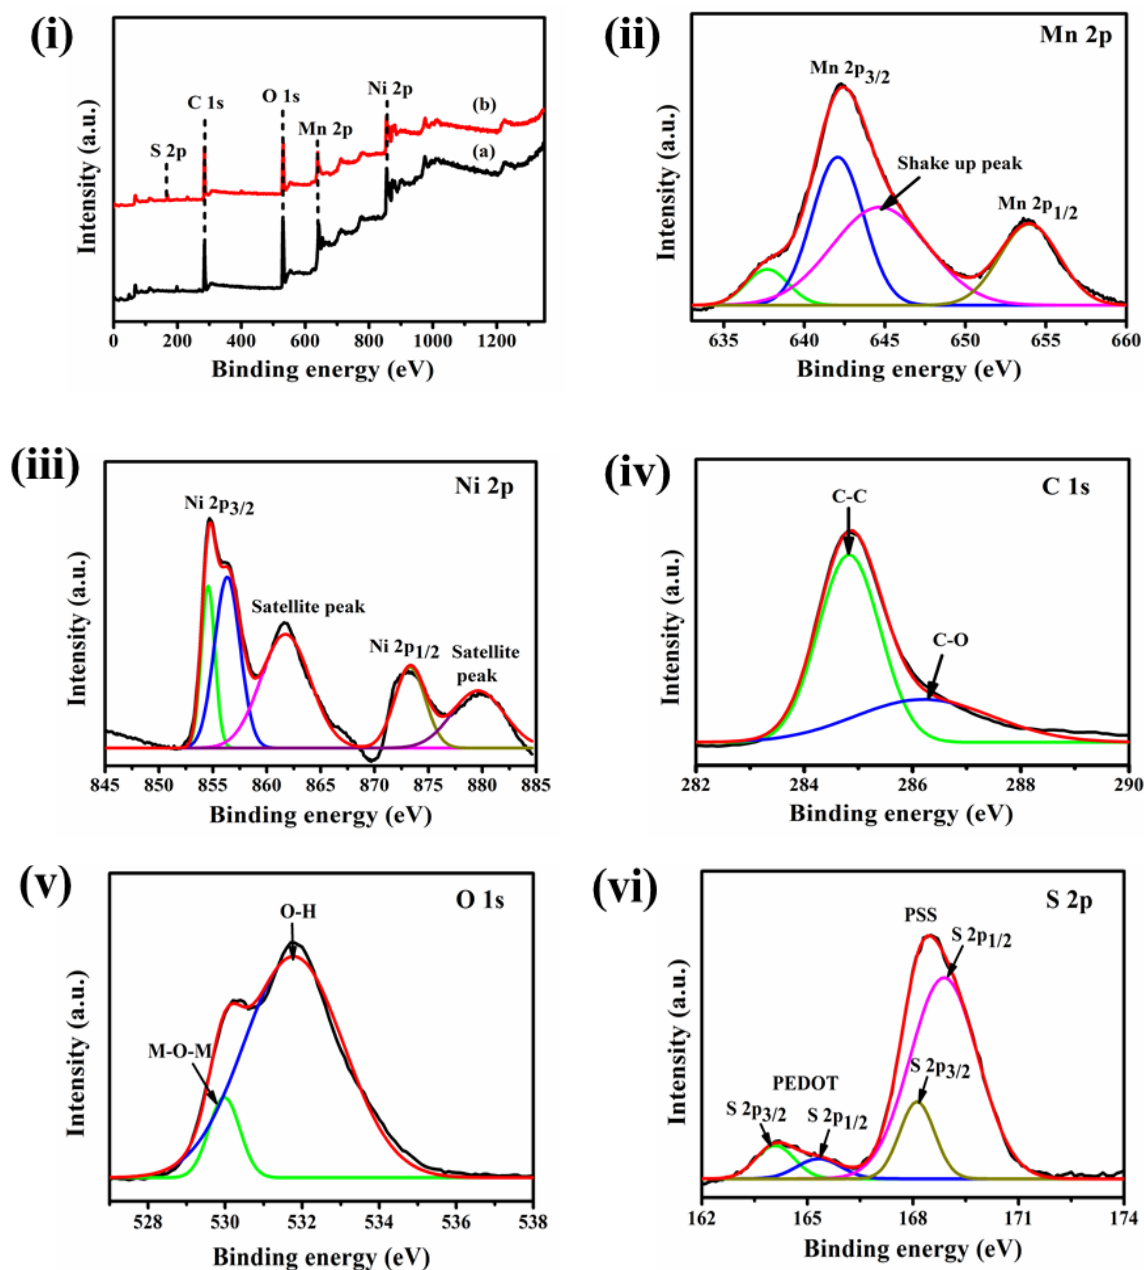 (i)
C 1s
S 2p
O 1s
Mn 2p
Ni 2p
(b)
(a)
Intensity (a.u.)
0 200 400 600 800 1000 1200
Binding energy (eV)
(ii)
Mn 2p
Mn 2p3/2
Shake up peak
Mn 2p1/2
Intensity (a.u.)
635 640 645 650 655 660
Binding energy (eV)
(iii)
Ni 2p
Ni 2p3/2
Satellite peak
Ni 2p1/2
Satellite
peak
Intensity (a.u.)
845 850 855 860 865 870 875 880 885
Binding energy (eV)
(iv)
C 1s
C-C
C-O
Intensity (a.u.)
282 284 286 288 290
Binding energy (eV)
(v)
O 1s
O-H
M-O-M
Intensity (a.u.)
528 530 532 534 536 538
Binding energy (eV)
(vi)
S 2p
PSS
S 2p1/2
S 2p3/2
PEDOT
S 2p3/2
S 2p1/2
Intensity (a.u.)
162 165 168 171 174
Binding energy (eV)